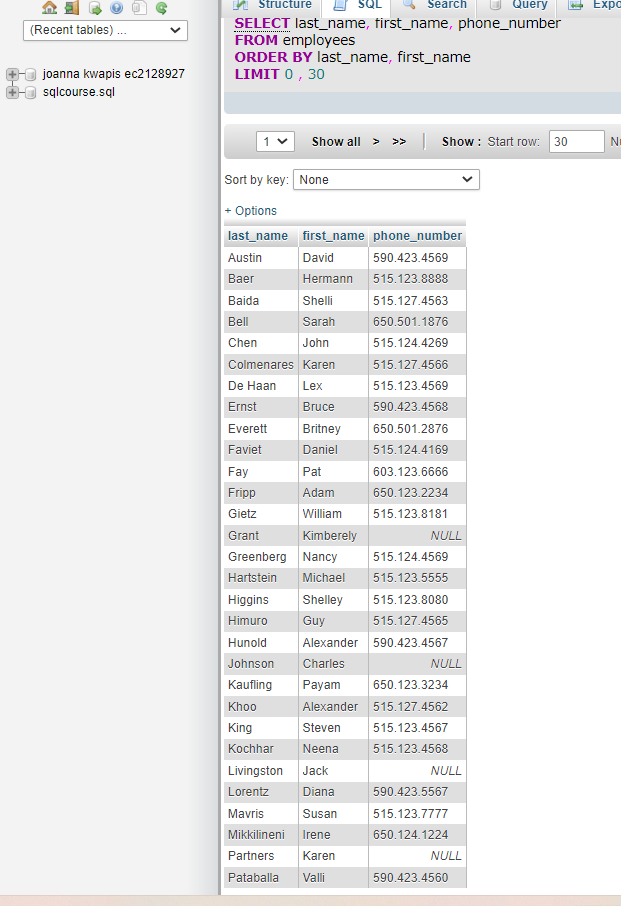 Structure SQL Search Query Expo
(Recent tables) ...
joanna kwapis ec2128927
sqlcourse.sql
SELECT last_name, first_name, phone_number
FROM employees
ORDER BY last_name, first_name
LIMIT 0 , 30
1 Show all > >> Show : Start row: 30 Nu
Sort by key: None
+ Options
last_name first_name phone_number
Austin David 590.423.4569
Baer Hermann 515.123.8888
Baida Shelli 515.127.4563
Bell Sarah 650.501.1876
Chen John 515.124.4269
Colmenares Karen 515.127.4566
De Haan Lex 515.123.4569
Ernst Bruce 590.423.4568
Everett Britney 650.501.2876
Faviet Daniel 515.124.4169
Fay Pat 603.123.6666
Fripp Adam 650.123.2234
Gietz William 515.123.8181
Grant Kimberely NULL
Greenberg Nancy 515.124.4569
Hartstein Michael 515.123.5555
Higgins Shelley 515.123.8080
Himuro Guy 515.127.4565
Hunold Alexander 590.423.4567
Johnson Charles NULL
Kaufling Payam 650.123.3234
Khoo Alexander 515.127.4562
King Steven 515.123.4567
Kochhar Neena 515.123.4568
Livingston Jack NULL
Lorentz Diana 590.423.5567
Mavris Susan 515.123.7777
Mikkilineni Irene 650.124.1224
Partners Karen NULL
Pataballa Valli 590.423.4560